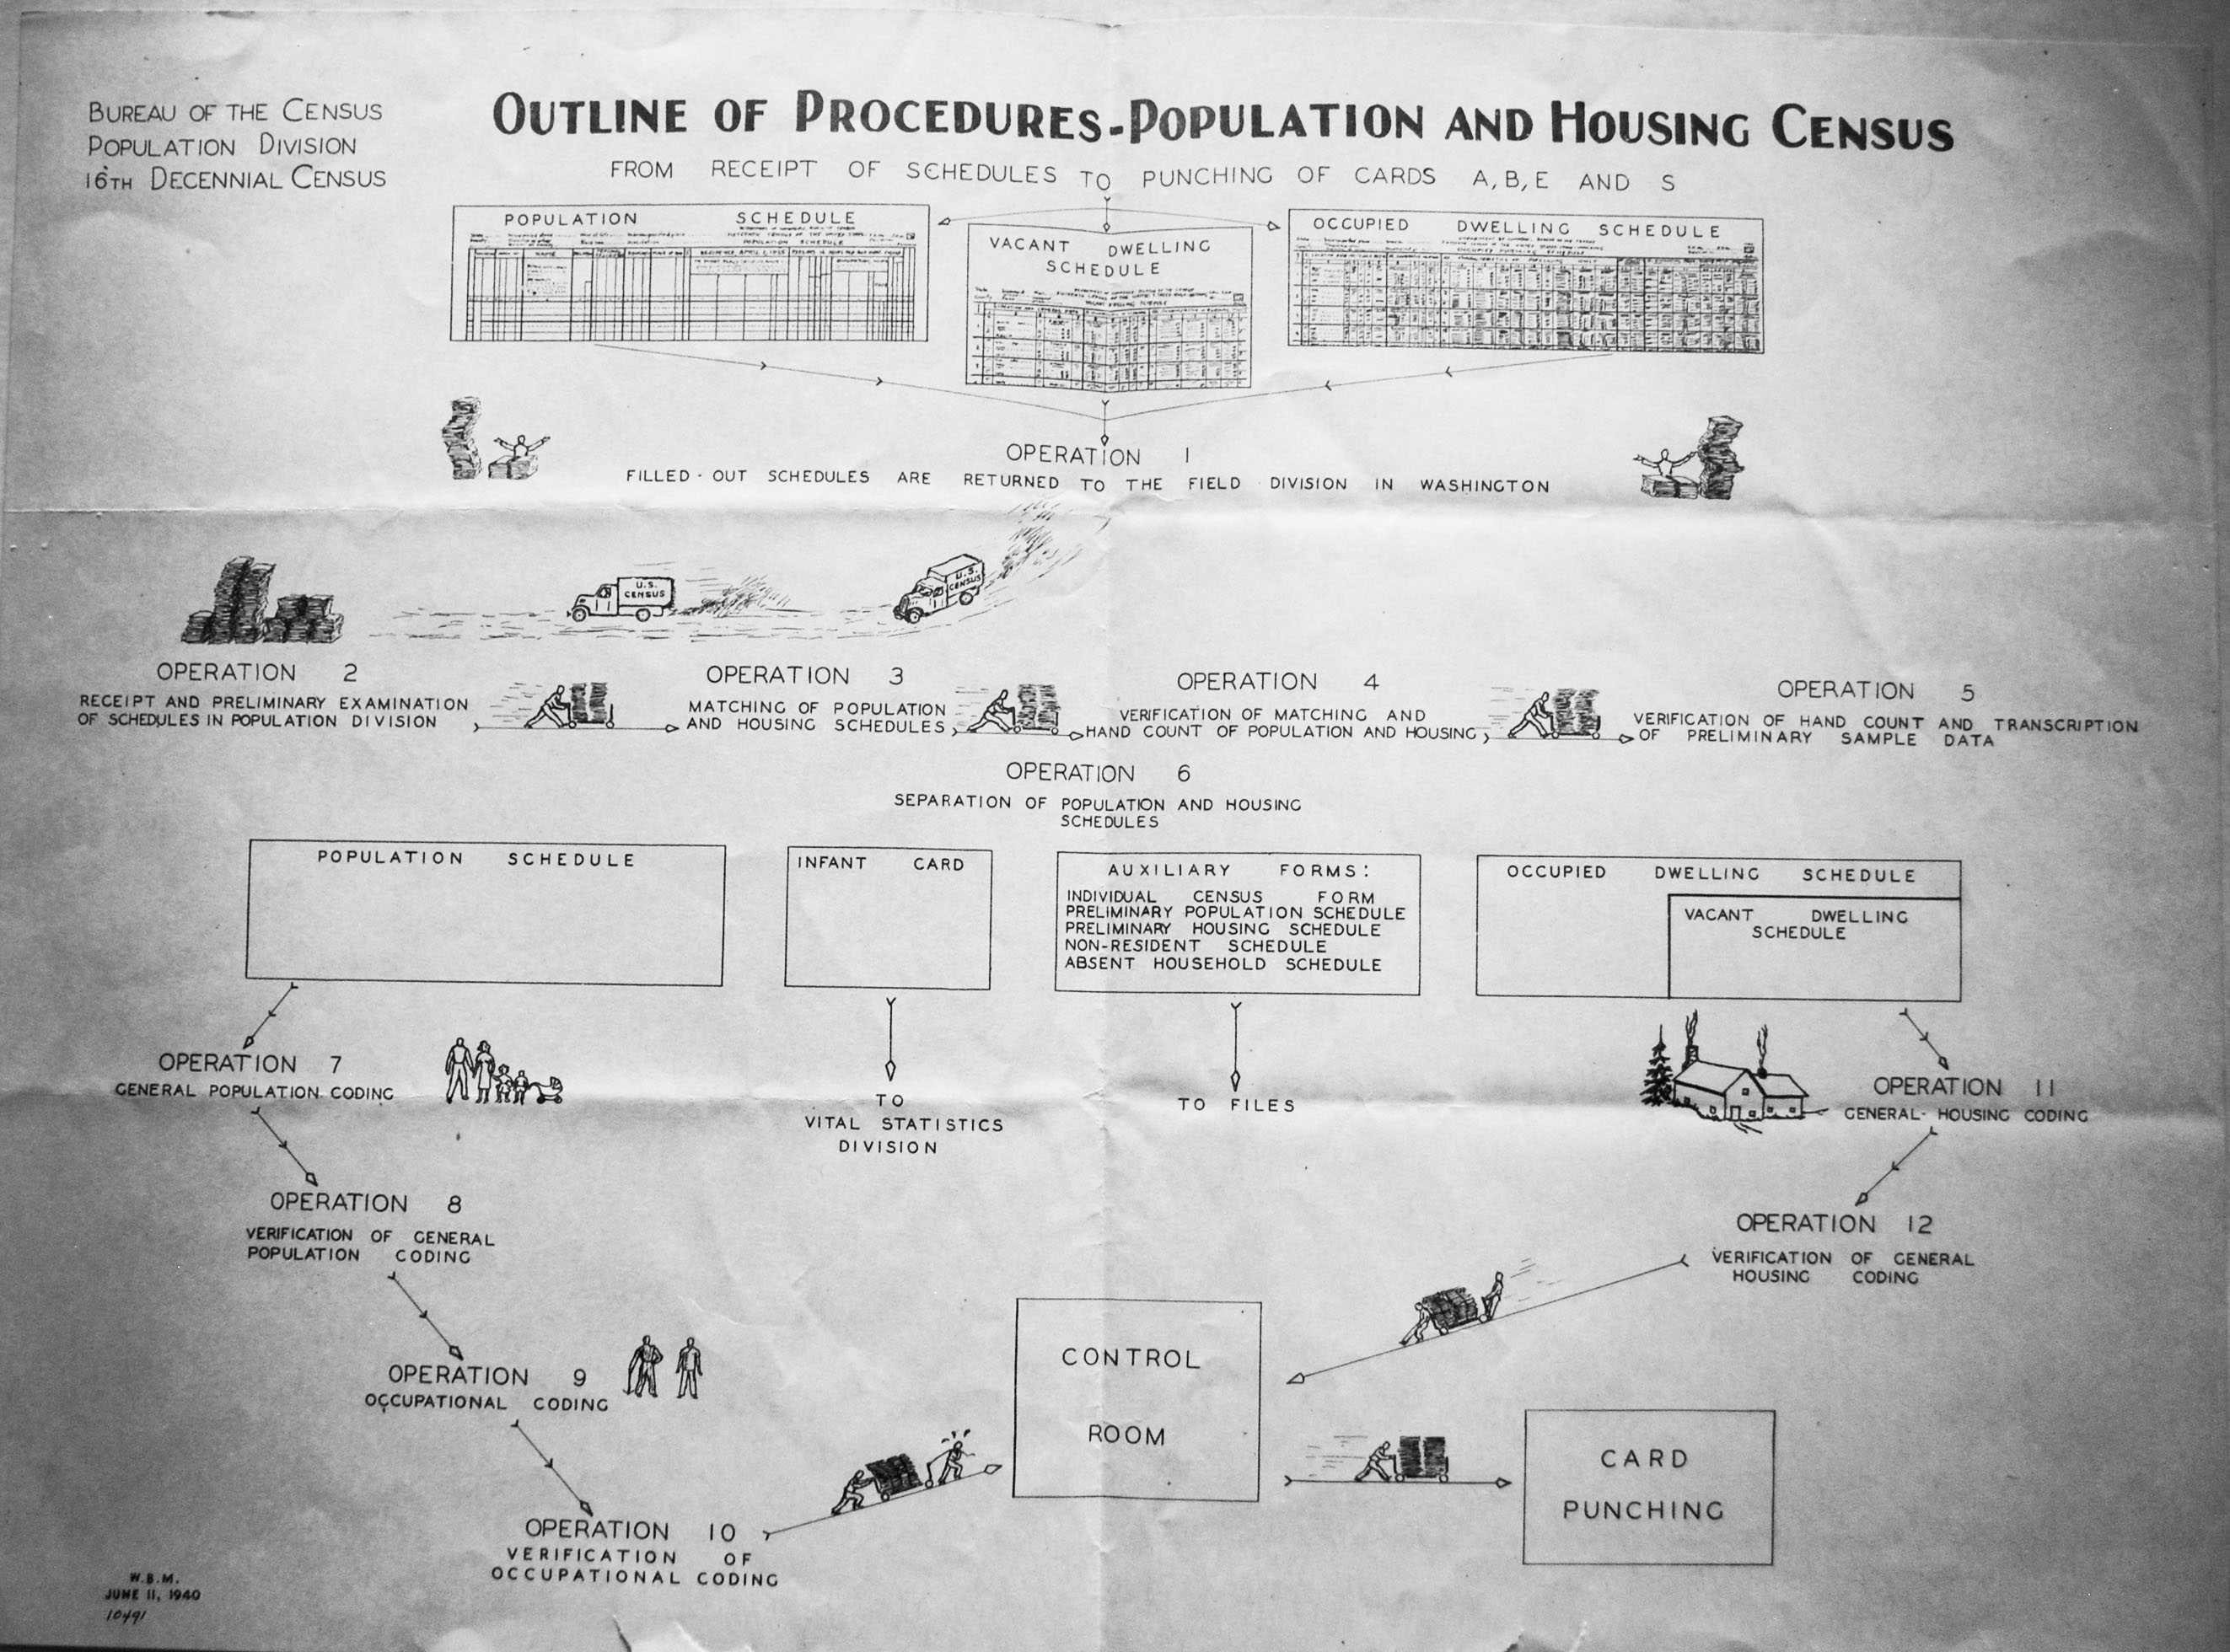 BUREAU OF THE CENSUS
POPULATION DIVISION
16TH DECENNIAL CENSUS
OUTLINE OF PROCEDURES-POPULATION AND HOUSING CENSUS
FROM RECEIPT OF SCHEDULES TO PUNCHING OF CARDS A, B, E AND S
POPULATION SCHEDULE
POPULATION SCHEDULE
NAME
VACANT DWELLING
SCHEDULE
OCCUPIED DWELLING SCHEDULE
OPERATION 1
FILLED-OUT SCHEDULES ARE RETURNED TO THE FIELD DIVISION IN WASHINGTON
U.S.
CENSUS
U.S.
CENSUS
OPERATION 2
RECEIPT AND PRELIMINARY EXAMINATION
OF SCHEDULES IN POPULATION DIVISION
OPERATION 3
MATCHING OF POPULATION
AND HOUSING SCHEDULES
OPERATION 4
VERIFICATION OF MATCHING AND
HAND COUNT OF POPULATION AND HOUSING
OPERATION 5
VERIFICATION OF HAND COUNT AND TRANSCRIPTION
OF PRELIMINARY SAMPLE DATA
OPERATION 6
SEPARATION OF POPULATION AND HOUSING
SCHEDULES
POPULATION SCHEDULE
INFANT CARD
AUXILIARY FORMS:
INDIVIDUAL CENSUS FORM
PRELIMINARY POPULATION SCHEDULE
PRELIMINARY HOUSING SCHEDULE
NON-RESIDENT SCHEDULE
ABSENT HOUSEHOLD SCHEDULE
OCCUPIED DWELLING SCHEDULE
VACANT DWELLING
SCHEDULE
OPERATION 7
GENERAL POPULATION CODING
TO
VITAL STATISTICS
DIVISION
TO FILES
OPERATION 11
GENERAL-HOUSING CODING
OPERATION 8
VERIFICATION OF GENERAL
POPULATION CODING
OPERATION 12
VERIFICATION OF GENERAL
HOUSING CODING
OPERATION 9
OCCUPATIONAL CODING
CONTROL
ROOM
CARD
PUNCHING
OPERATION 10
VERIFICATION OF
OCCUPATIONAL CODING
W.B.M.
JUNE 11, 1940
10491